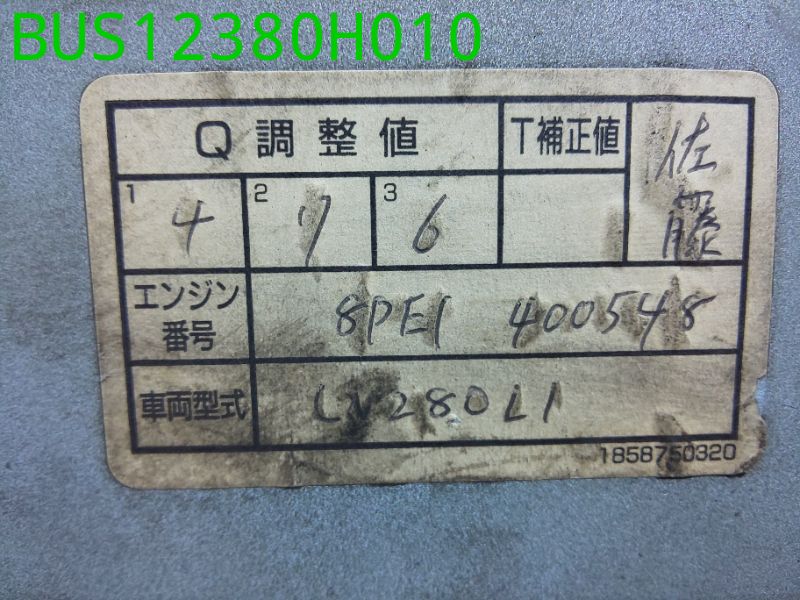 BUS12380H010
Q調整値 T補正値 佐藤
1 4 2 7 3 6
エンジン番号 8PE1 400548
車両型式 LV280L1
1858750320